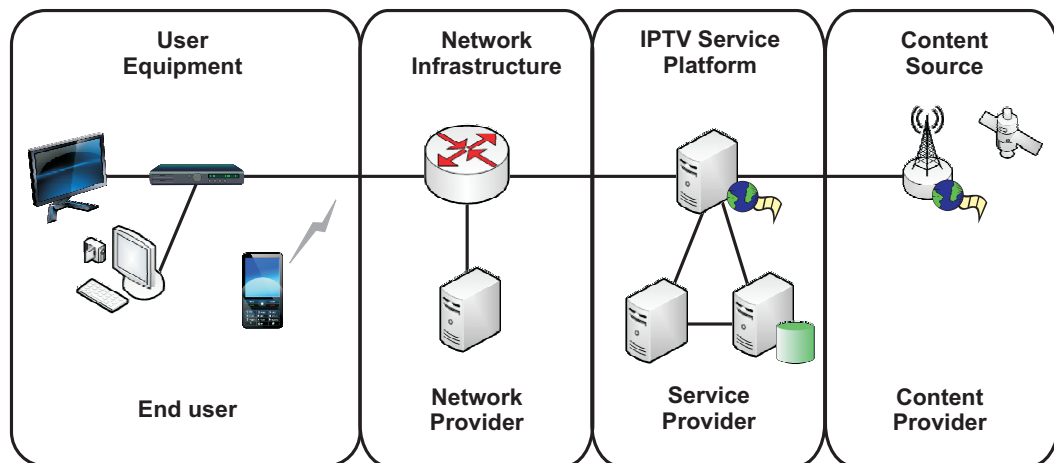 User
Equipment
Network
Infrastructure
IPTV Service
Platform
Content
Source
End user
Network
Provider
Service
Provider
Content
Provider